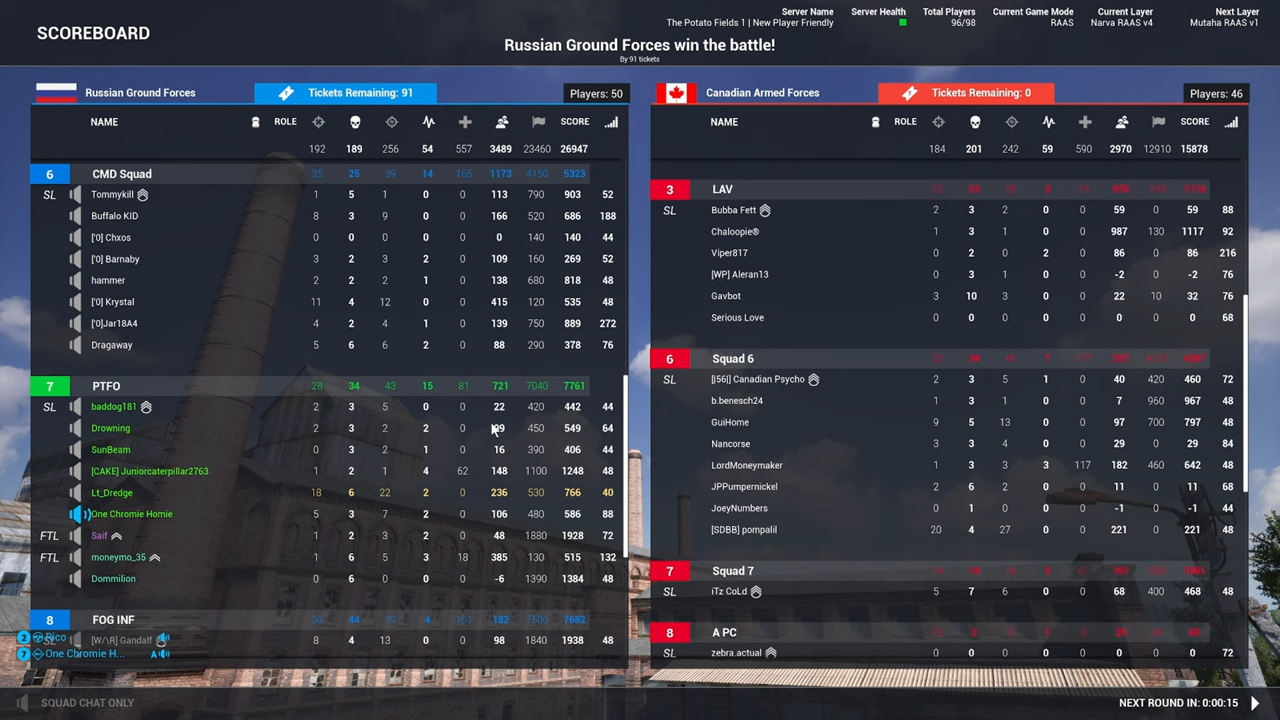 SCOREBOARD
Server Name Server Health Total Players Current Game Mode Current Layer Next Layer
The Potato Fields 1 | New Player Friendly 96/98 RAAS Narva RAAS v4 Mutaha RAAS v1
Russian Ground Forces win the battle!
By 91 tickets
Russian Ground Forces Tickets Remaining: 91 Players: 50
NAME ROLE SCORE
192 189 256 54 557 3489 23460 26947
6 CMD Squad 35 25 39 14 165 1173 4150 5323
SL Tommykill 1 5 1 0 0 113 790 903 52
Buffalo KID 8 3 9 0 0 166 520 686 188
['0] Chxos 0 0 0 0 0 0 140 140 44
['0] Barnaby 3 2 3 2 0 109 160 269 52
hammer 2 2 2 1 0 138 680 818 48
['0] Krystal 11 4 12 0 0 415 120 535 48
['0]Jar18A4 4 2 4 1 0 139 750 889 272
Dragaway 5 6 6 2 0 88 290 378 76
7 PTFO 28 34 43 15 81 721 7040 7761
SL baddog181 2 3 5 0 0 22 420 442 44
Drowning 2 3 2 2 0 99 450 549 64
SunBeam 0 3 2 1 0 16 390 406 44
[CAKE] Juniorcaterpillar2763 1 2 1 4 62 148 1100 1248 48
Lt_Dredge 18 6 22 2 0 236 530 766 40
One Chromie Homie 5 3 7 2 0 106 480 586 88
FTL Saif 1 2 3 2 0 48 1880 1928 72
FTL moneymo_35 1 6 5 3 18 385 130 515 132
Dommilion 0 6 0 0 0 -6 1390 1384 48
8 FOG INF 30 44 39 4 101 182 7500 7682
SL [W/\R] Gandalf 8 4 13 0 0 98 1840 1938 48
2 Rico
7 One Chromie H... A
Canadian Armed Forces Tickets Remaining: 0 Players: 46
NAME ROLE SCORE
184 201 242 59 590 2970 12910 15878
3 LAV
SL Bubba Fett 2 3 2 0 0 59 0 59 88
Chaloopie® 1 3 1 0 0 987 130 1117 92
Viper817 0 2 0 2 0 86 0 86 216
[WP] Aleran13 0 3 1 0 0 -2 0 -2 76
Gavbot 3 10 3 0 0 22 10 32 76
Serious Love 0 0 0 0 0 0 0 0 68
6 Squad 6
SL [|56|] Canadian Psycho 2 3 5 1 0 40 420 460 72
b.benesch24 1 3 1 0 0 7 960 967 48
GuiHome 9 5 13 0 0 97 700 797 48
Nancorse 3 3 4 0 0 29 0 29 84
LordMoneymaker 1 3 3 3 117 182 460 642 48
JPPumpernickel 2 6 2 0 0 11 0 11 68
JoeyNumbers 0 1 0 0 0 -1 0 -1 44
[SDBB] pompalil 20 4 27 0 0 221 0 221 48
7 Squad 7
SL iTz CoLd 5 7 6 0 0 68 400 468 48
8 A PC
SL zebra.actual 0 0 0 0 0 0 0 0 72
SQUAD CHAT ONLY
NEXT ROUND IN: 0:00:15